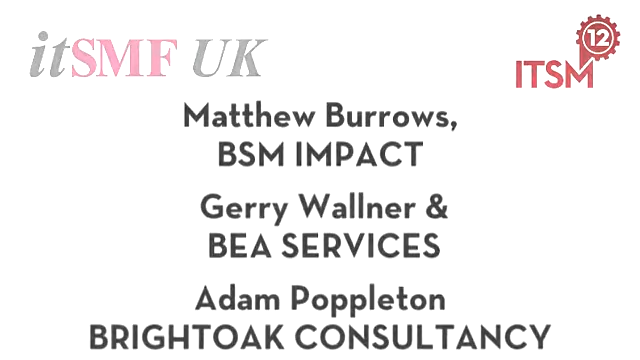 itSMF UK
12
ITSM
Matthew Burrows,
BSM IMPACT
Gerry Wallner &
BEA SERVICES
Adam Poppleton
BRIGHTOAK CONSULTANCY